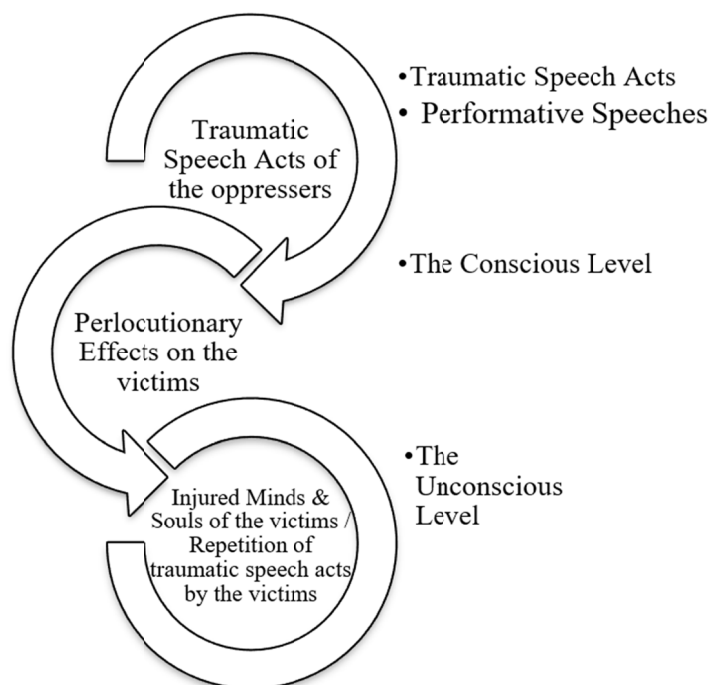 Traumatic
Speech Acts of
the oppressers
•Traumatic Speech Acts
• Performative Speeches
Perlocutionary
Effects on the
victims
•The Conscious Level
Injured Minds &
Souls of the victims /
Repetition of
traumatic speech acts
by the victims
•The
Unconscious
Level